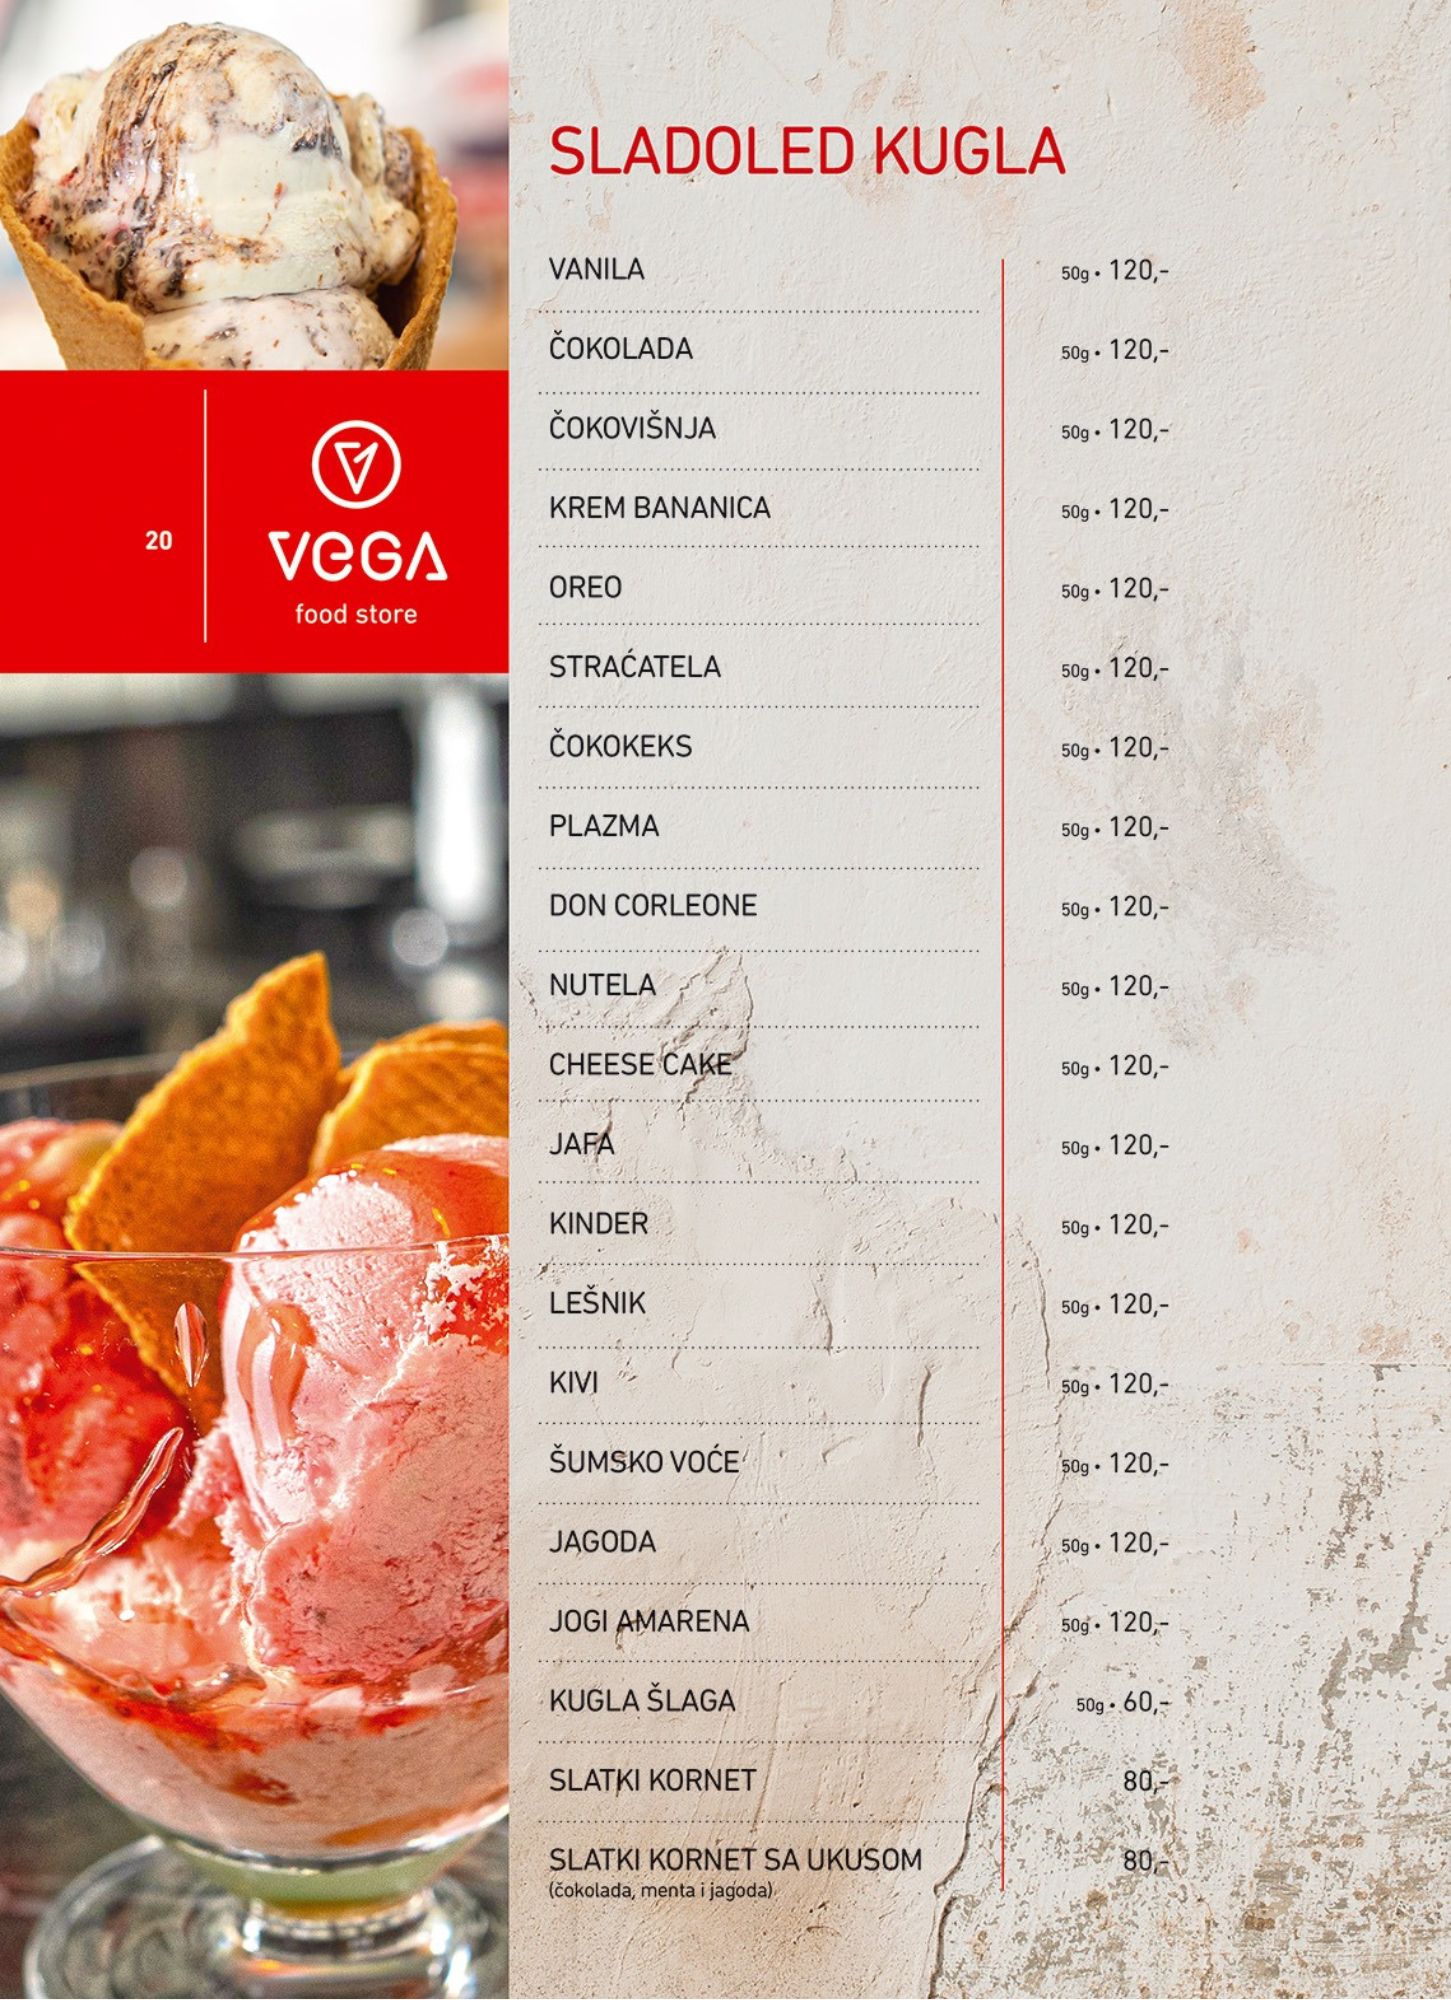 SLADOLED KUGLA
VANILA 50g • 120,-
ČOKOLADA 50g • 120,-
ČOKOVIŠNJA 50g • 120,-
KREM BANANICA 50g • 120,-
OREO 50g • 120,-
STRAĆATELA 50g • 120,-
ČOKOKEKS 50g • 120,-
PLAZMA 50g • 120,-
DON CORLEONE 50g • 120,-
NUTELA 50g • 120,-
CHEESE CAKE 50g • 120,-
JAFA 50g • 120,-
KINDER 50g • 120,-
LEŠNIK 50g • 120,-
KIVI 50g • 120,-
ŠUMSKO VOĆE 50g • 120,-
JAGODA 50g • 120,-
JOGI AMARENA 50g • 120,-
KUGLA ŠLAGA 50g • 60,-
SLATKI KORNET 80,-
SLATKI KORNET SA UKUSOM 80,-
(čokolada, menta i jagoda)
20
VeGA
food store